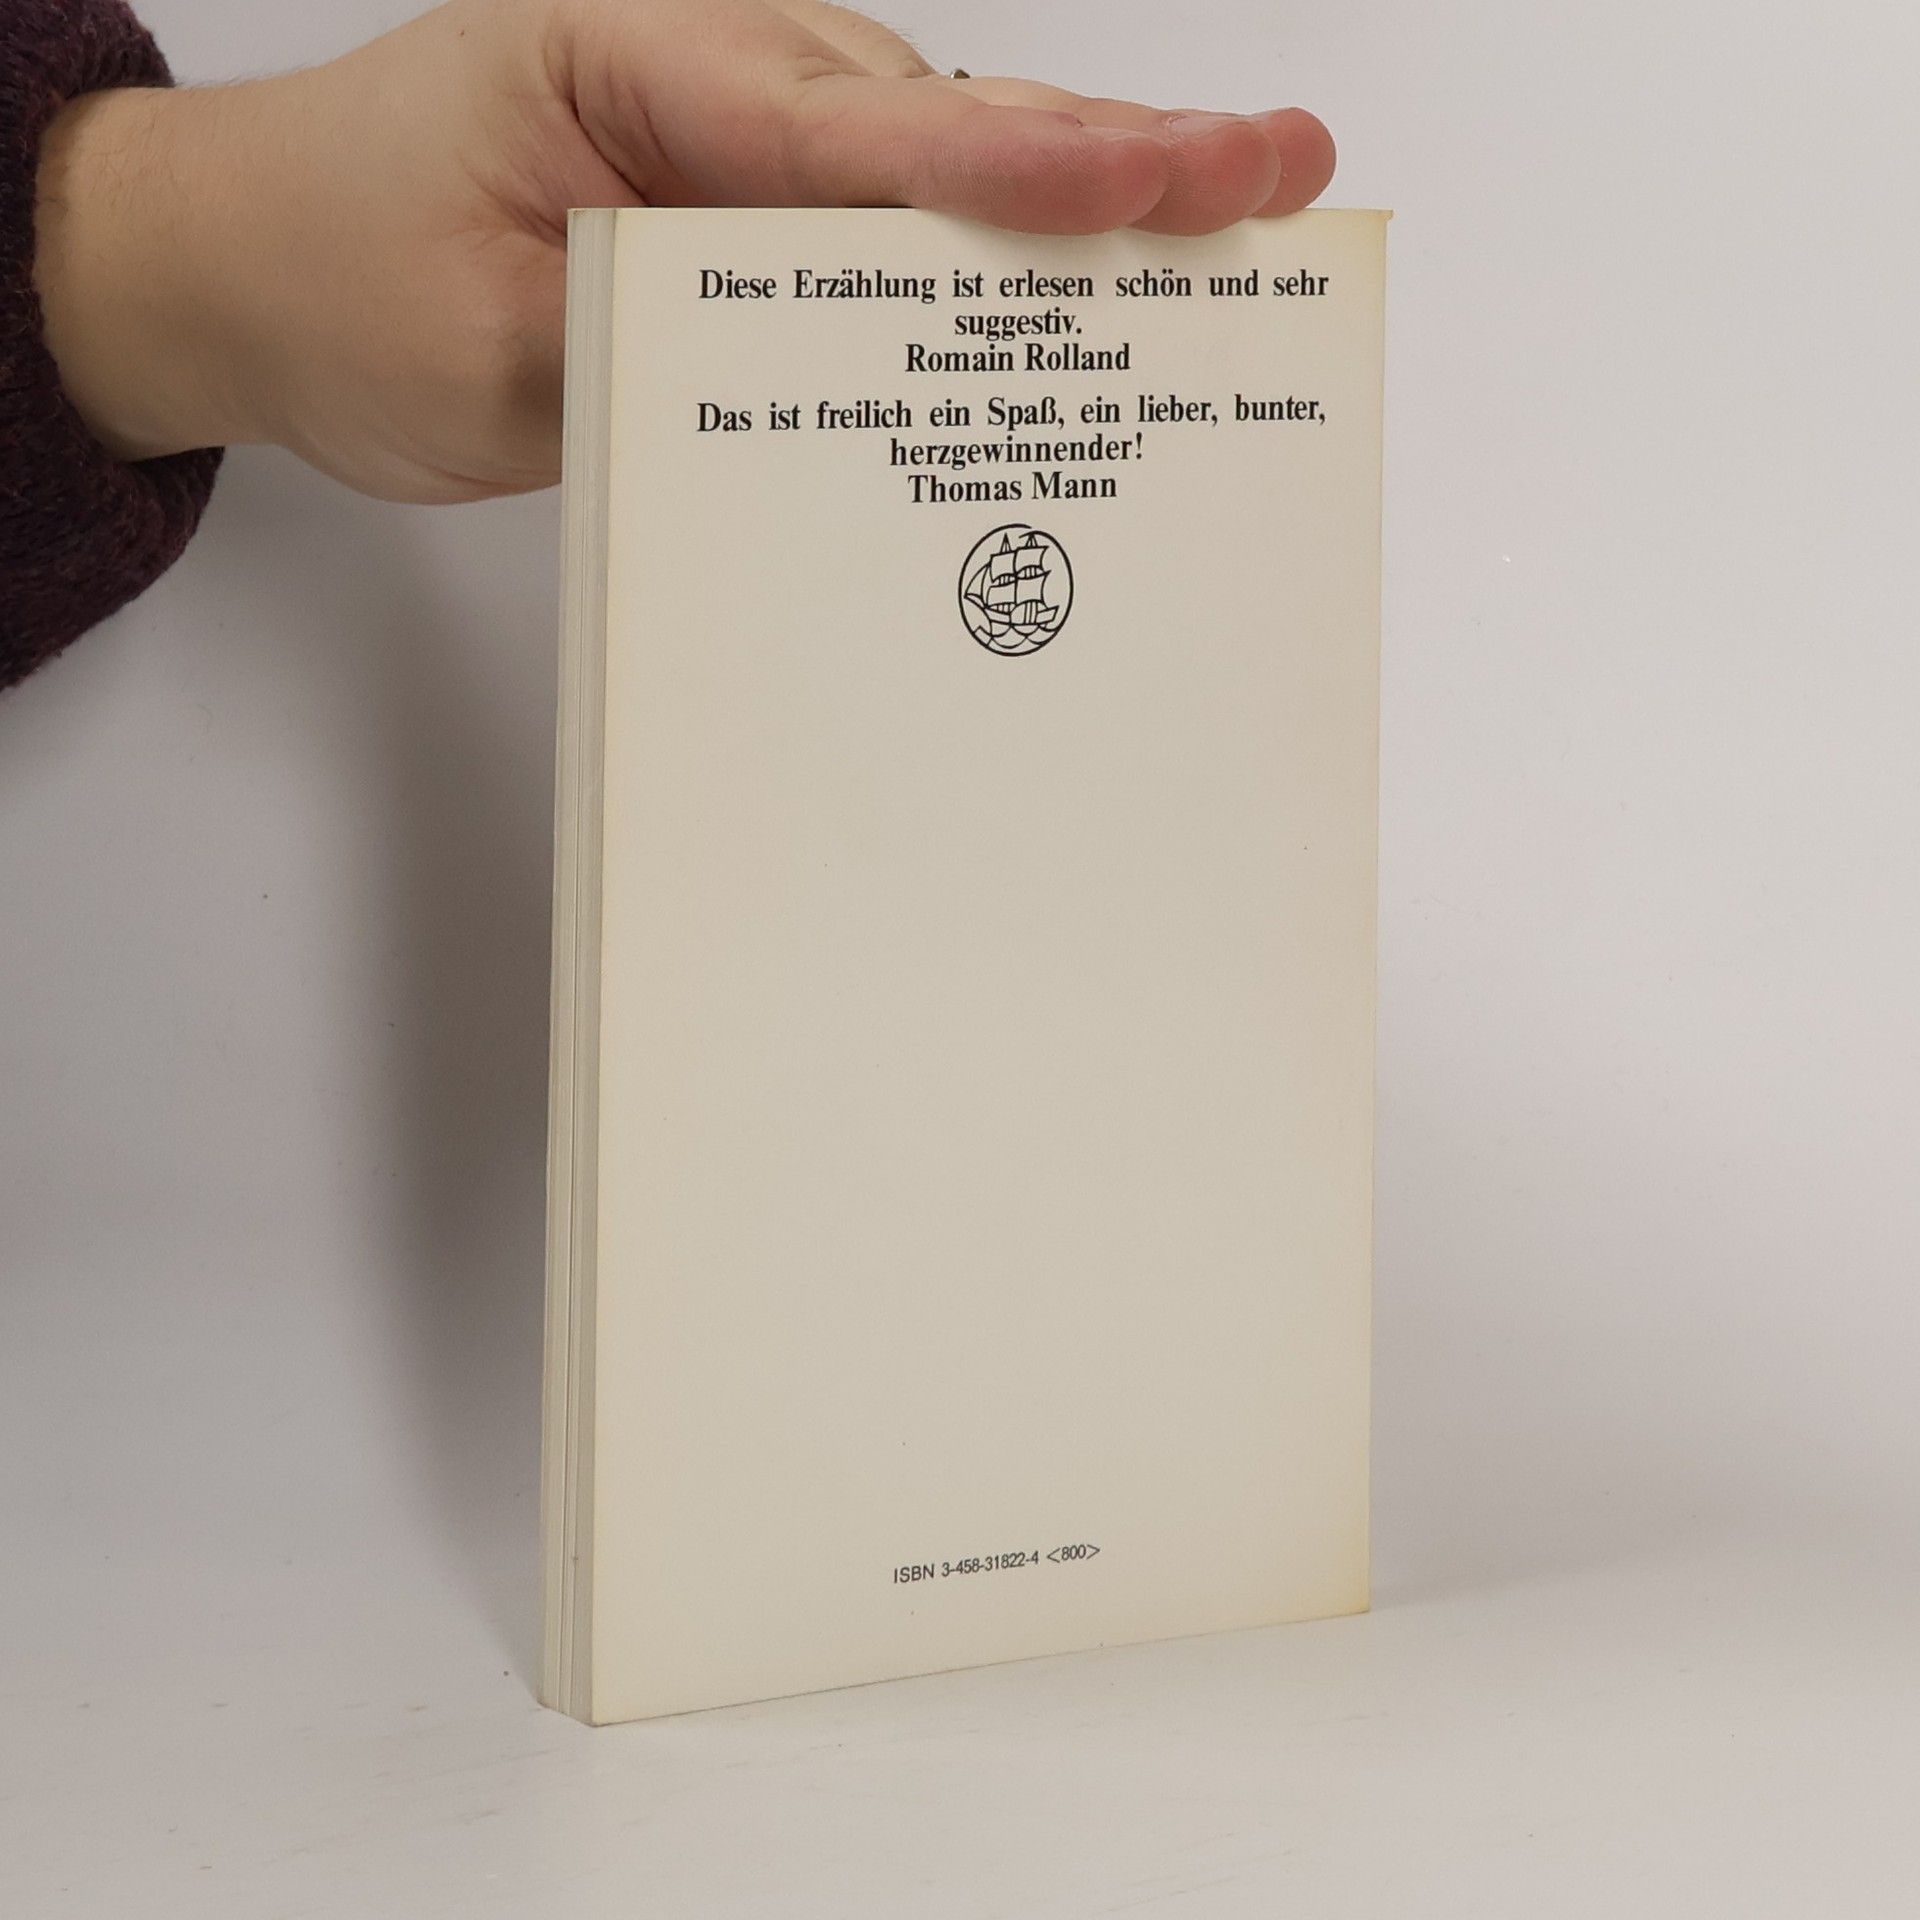 Diese Erzählung ist erlesen schön und sehr
suggestiv.
Romain Rolland
Das ist freilich ein Spaß, ein lieber, bunter,
herzgewinnender!
Thomas Mann
ISBN 3-458-31822-4 <800>